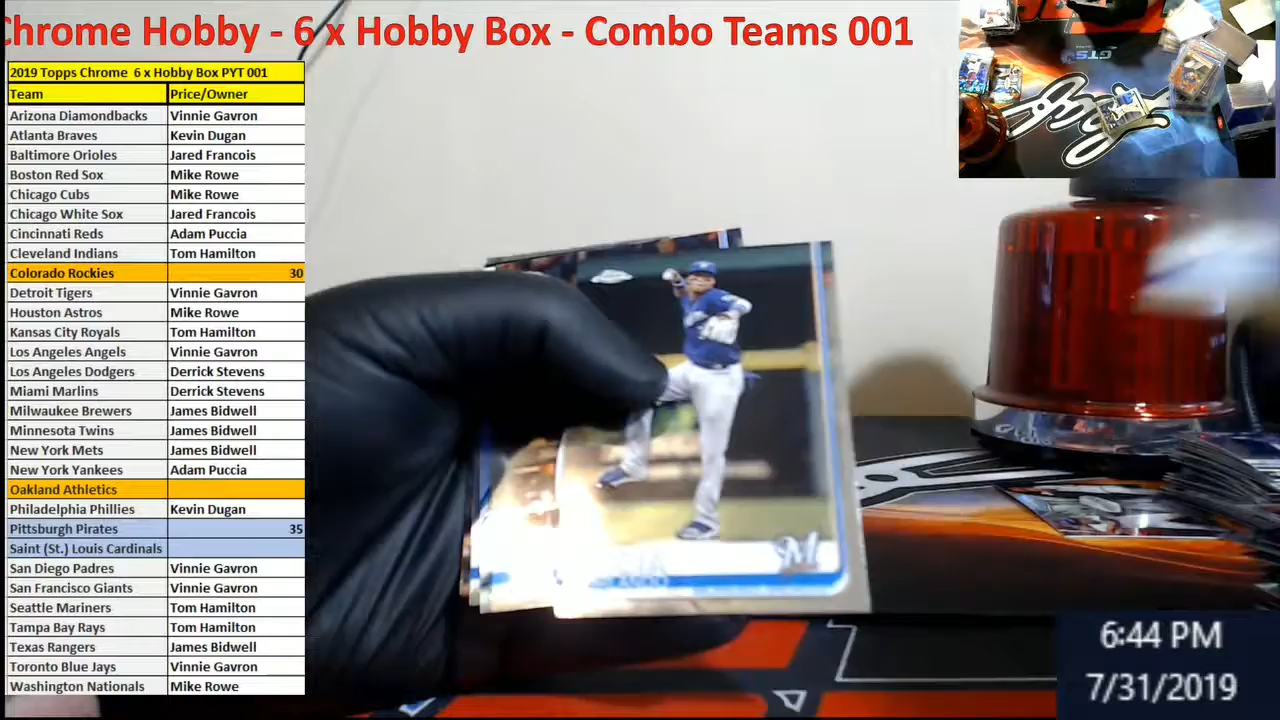 Chrome Hobby - 6 x Hobby Box - Combo Teams 001
2019 Topps Chrome 6 x Hobby Box PYT 001
Team Price/Owner
Arizona Diamondbacks Vinnie Gavron
Atlanta Braves Kevin Dugan
Baltimore Orioles Jared Francois
Boston Red Sox Mike Rowe
Chicago Cubs Mike Rowe
Chicago White Sox Jared Francois
Cincinnati Reds Adam Puccia
Cleveland Indians Tom Hamilton
Colorado Rockies 30
Detroit Tigers Vinnie Gavron
Houston Astros Mike Rowe
Kansas City Royals Tom Hamilton
Los Angeles Angels Vinnie Gavron
Los Angeles Dodgers Derrick Stevens
Miami Marlins Derrick Stevens
Milwaukee Brewers James Bidwell
Minnesota Twins James Bidwell
New York Mets James Bidwell
New York Yankees Adam Puccia
Oakland Athletics
Philadelphia Phillies Kevin Dugan
Pittsburgh Pirates 35
Saint (St.) Louis Cardinals
San Diego Padres Vinnie Gavron
San Francisco Giants Vinnie Gavron
Seattle Mariners Tom Hamilton
Tampa Bay Rays Tom Hamilton
Texas Rangers James Bidwell
Toronto Blue Jays Vinnie Gavron
Washington Nationals Mike Rowe
GTS
M
6:44 PM
7/31/2019